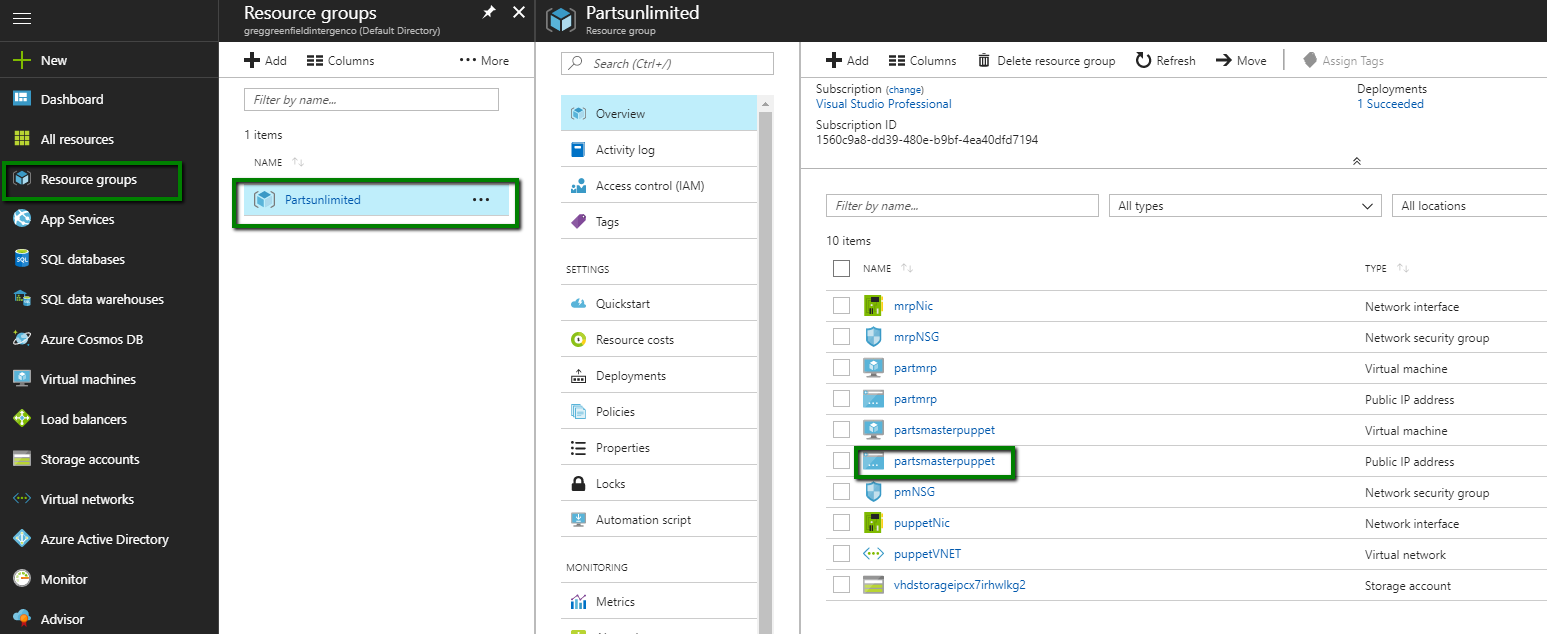 New
Dashboard
All resources
Resource groups
App Services
SQL databases
SQL data warehouses
Azure Cosmos DB
Virtual machines
Load balancers
Storage accounts
Virtual networks
Azure Active Directory
Monitor
Advisor
Resource groups
greggreenfieldintergenco (Default Directory)
Add Columns More
Filter by name...
1 items
NAME
Partsunlimited
Partsunlimited
Resource group
Search (Ctrl+/)
Overview
Activity log
Access control (IAM)
Tags
SETTINGS
Quickstart
Resource costs
Deployments
Policies
Properties
Locks
Automation script
MONITORING
Metrics
Add Columns Delete resource group Refresh Move Assign Tags
Subscription (change) Deployments
Visual Studio Professional 1 Succeeded
Subscription ID
1560c9a8-dd39-480e-b9bf-4ea40dfd7194
Filter by name... All types All locations
10 items
NAME TYPE
mrpNic Network interface
mrpNSG Network security group
partmrp Virtual machine
partmrp Public IP address
partsmasterpuppet Virtual machine
partsmasterpuppet Public IP address
pmNSG Network security group
puppetNic Network interface
puppetVNET Virtual network
vhdstorageipcx7irhwlkg2 Storage account